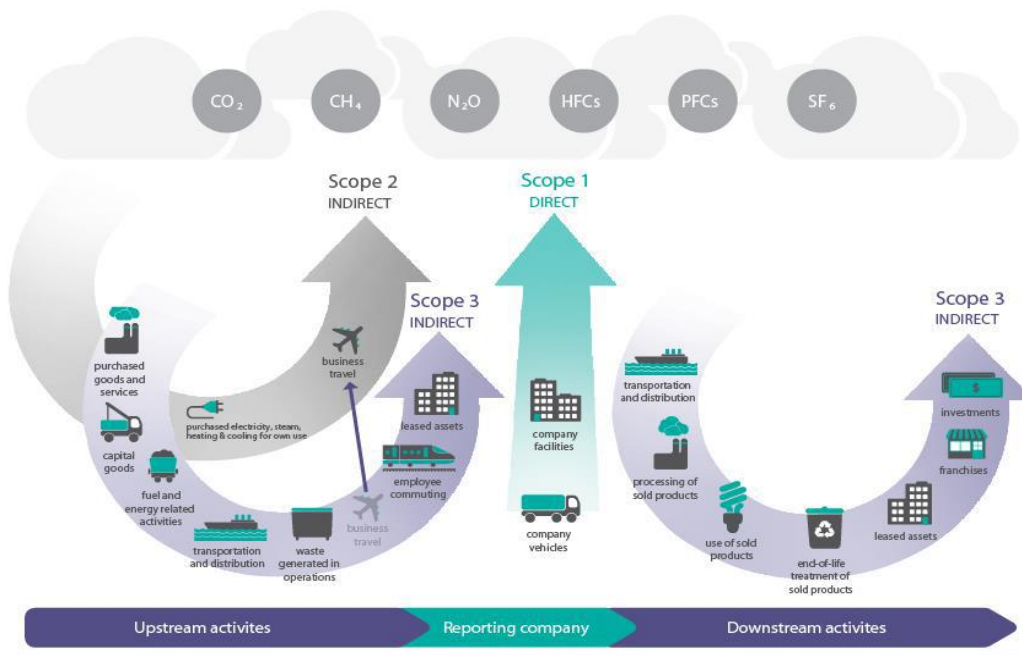 CO₂
CH₄
N₂O
HFCs
PFCs
SF₆
Scope 2
INDIRECT
Scope 1
DIRECT
Scope 3
INDIRECT
Scope 3
INDIRECT
purchased
goods and
services
capital
goods
fuel and
energy related
activities
purchased electricity, steam,
heating & cooling for own use
transportation
and distribution
waste
generated in
operations
business
travel
business
travel
employee
commuting
leased assets
company
facilities
company
vehicles
transportation
and distribution
processing of
sold products
use of sold
products
end-of-life
treatment of
sold products
leased assets
franchises
investments
$
Upstream activites
Reporting company
Downstream activites